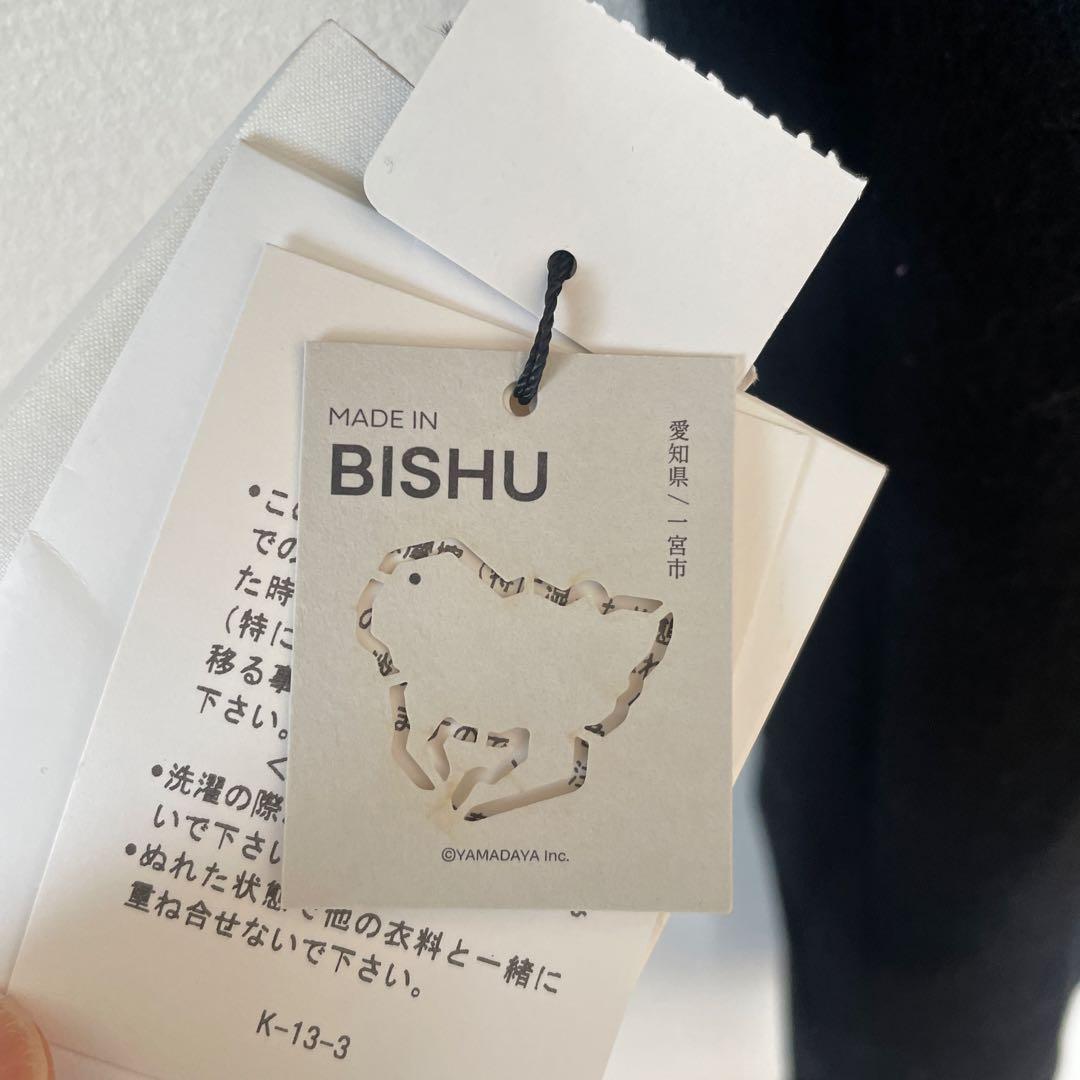 MADE IN
BISHU
愛知県/一宮市
©YAMADAYA Inc.
•この
での
た時
(特に
移る事
下さい。
•洗濯の際
いで下さい
•ぬれた状態で他の衣料と一緒に
重ね合せないで下さい。
K-13-3